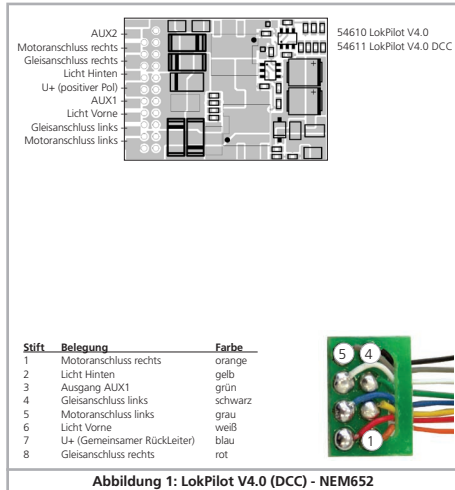 AUX2
Motoranschluss rechts
Gleisanschluss rechts
Licht Hinten
U+ (positiver Pol)
AUX1
Licht Vorne
Gleisanschluss links
Motoranschluss links
54610 LokPilot V4.0
54611 LokPilot V4.0 DCC
Stift Belegung Farbe
1 Motoranschluss rechts orange
2 Licht Hinten gelb
3 Ausgang AUX1 grün
4 Gleisanschluss links schwarz
5 Motoranschluss links grau
6 Licht Vorne weiß
7 U+ (Gemeinsamer RückLeiter) blau
8 Gleisanschluss rechts rot
5 4
1
Abbildung 1: LokPilot V4.0 (DCC) - NEM652